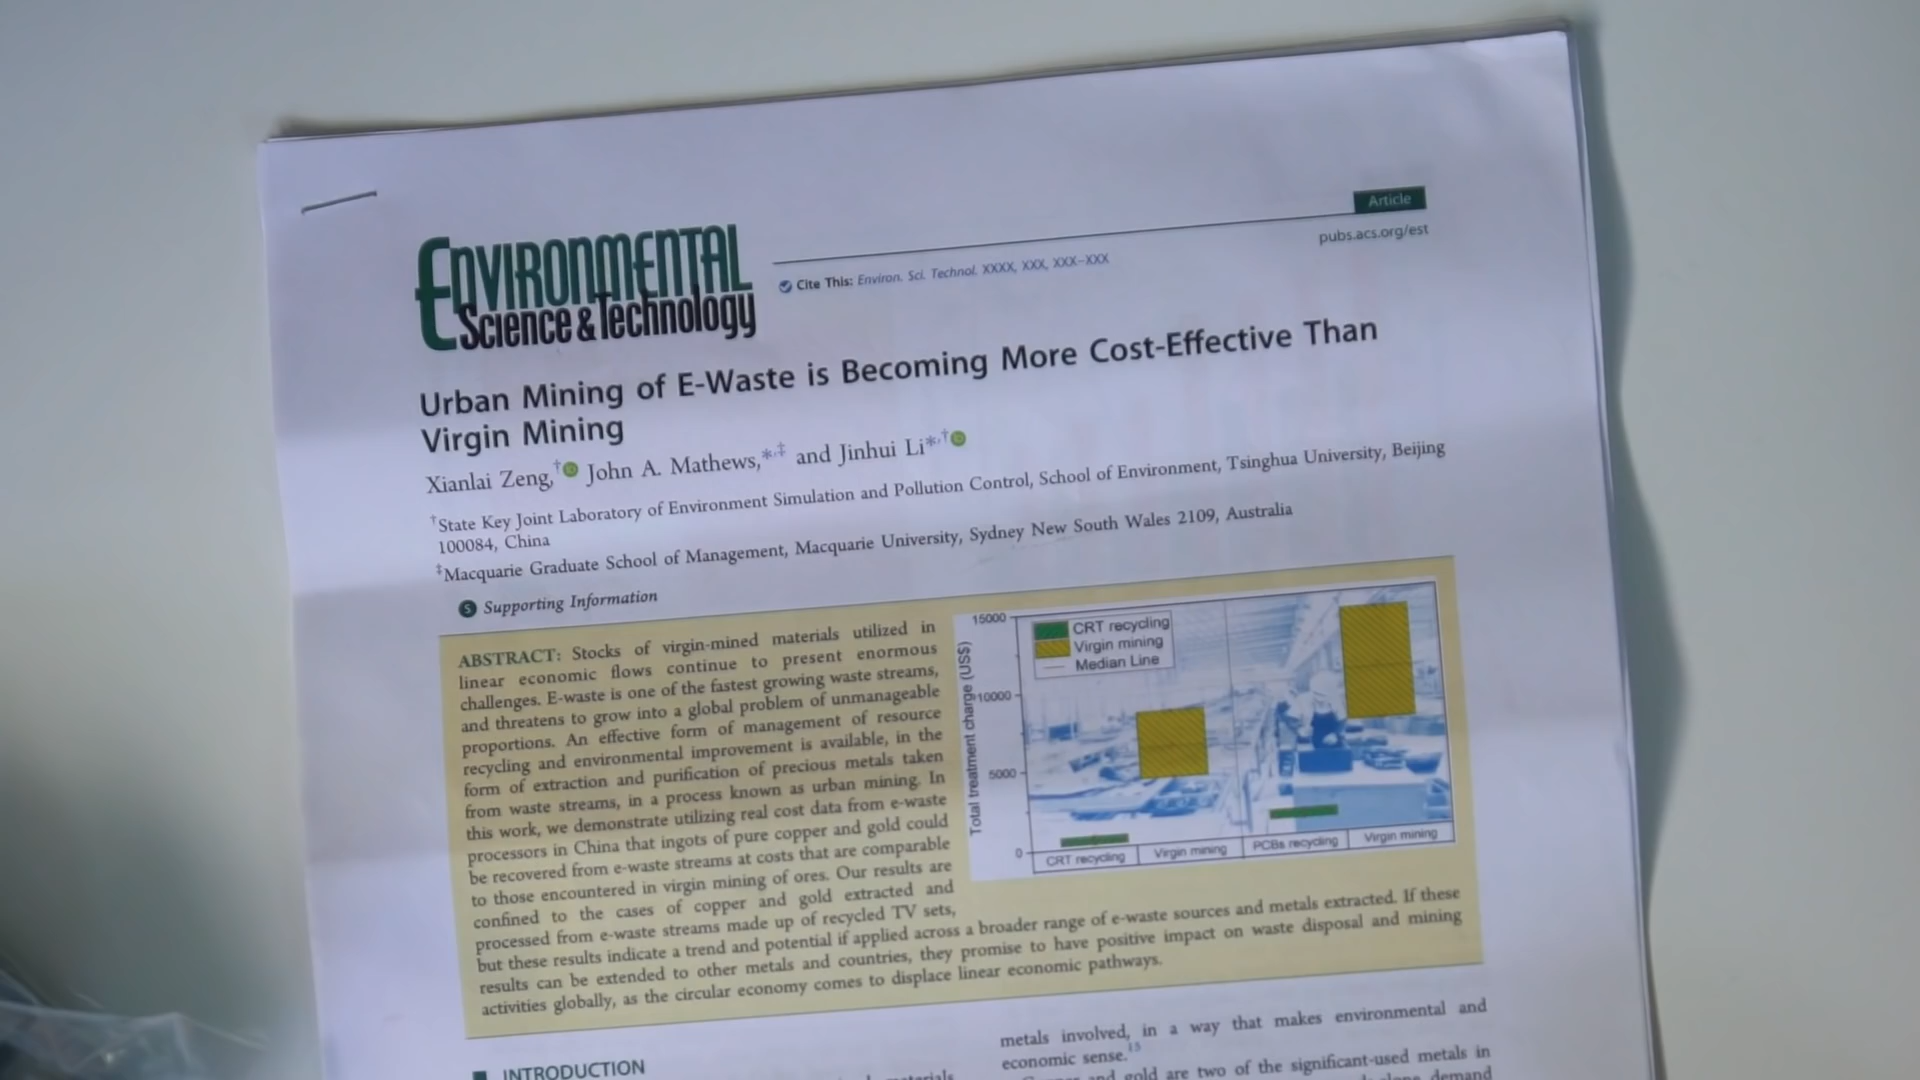 Article
pubs.acs.org/est
ENVIRONMENTAL
Science & Technology
Cite This: Environ. Sci. Technol. XXXX, XXX, XXX−XXX
Urban Mining of E-Waste is Becoming More Cost-Effective Than
Virgin Mining
Xianlai Zeng,† John A. Mathews,*,‡ and Jinhui Li*,†
†State Key Joint Laboratory of Environment Simulation and Pollution Control, School of Environment, Tsinghua University, Beijing
100084, China
‡Macquarie Graduate School of Management, Macquarie University, Sydney New South Wales 2109, Australia
S Supporting Information
ABSTRACT: Stocks of virgin-mined materials utilized in
linear economic flows continue to present enormous
challenges. E-waste is one of the fastest growing waste streams,
and threatens to grow into a global problem of unmanageable
proportions. An effective form of management of resource
recycling and environmental improvement is available, in the
form of extraction and purification of precious metals taken
from waste streams, in a process known as urban mining. In
this work, we demonstrate utilizing real cost data from e-waste
processors in China that ingots of pure copper and gold could
be recovered from e-waste streams at costs that are comparable
to those encountered in virgin mining of ores. Our results are
confined to the cases of copper and gold extracted and
processed from e-waste streams made up of recycled TV sets,
but these results indicate a trend and potential if applied across a broader range of e-waste sources and metals extracted. If these
results can be extended to other metals and countries, they promise to have positive impact on waste disposal and mining
activities globally, as the circular economy comes to displace linear economic pathways.
Total treatment charge (US$)
15000
10000
5000
0
CRT recycling
Virgin mining
Median Line
CRT recycling Virgin mining PCBs recycling Virgin mining
INTRODUCTION
materials
metals involved, in a way that makes environmental and
economic sense.15
and gold are two of the significant-used metals in
demand